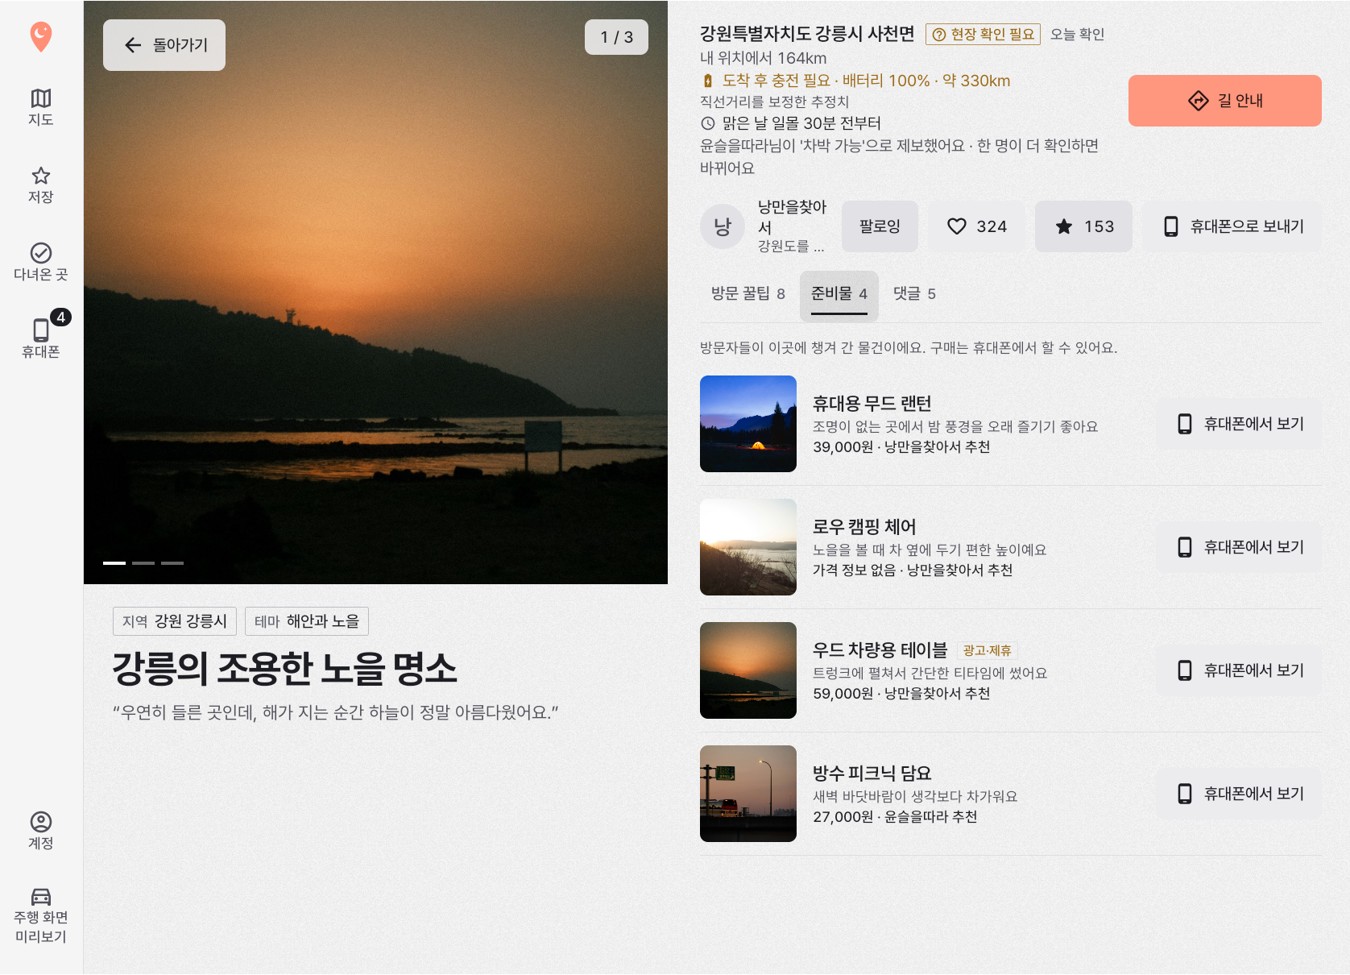 지도
저장
다녀온 곳
4
휴대폰
계정
주행 화면
미리보기
돌아가기
1 / 3
지역 강원 강릉시
테마 해안과 노을
강릉의 조용한 노을 명소
“우연히 들른 곳인데, 해가 지는 순간 하늘이 정말 아름다웠어요.”
강원특별자치도 강릉시 사천면 현장 확인 필요 오늘 확인
내 위치에서 164km
도착 후 충전 필요 · 배터리 100% · 약 330km
직선거리를 보정한 추정치
맑은 날 일몰 30분 전부터
윤슬을따라님이 '차박 가능'으로 제보했어요 · 한 명이 더 확인하면
바뀌어요
길 안내
낭
낭만을찾아
서
강원도를 ...
팔로잉
324
153
휴대폰으로 보내기
방문 꿀팁 8
준비물 4
댓글 5
방문자들이 이곳에 챙겨 간 물건이에요. 구매는 휴대폰에서 할 수 있어요.
휴대용 무드 랜턴
조명이 없는 곳에서 밤 풍경을 오래 즐기기 좋아요
39,000원 · 낭만을찾아서 추천
휴대폰에서 보기
로우 캠핑 체어
노을을 볼 때 차 옆에 두기 편한 높이예요
가격 정보 없음 · 낭만을찾아서 추천
휴대폰에서 보기
우드 차량용 테이블 광고·제휴
트렁크에 펼쳐서 간단한 티타임에 썼어요
59,000원 · 낭만을찾아서 추천
휴대폰에서 보기
방수 피크닉 담요
새벽 바닷바람이 생각보다 차가워요
27,000원 · 윤슬을따라 추천
휴대폰에서 보기